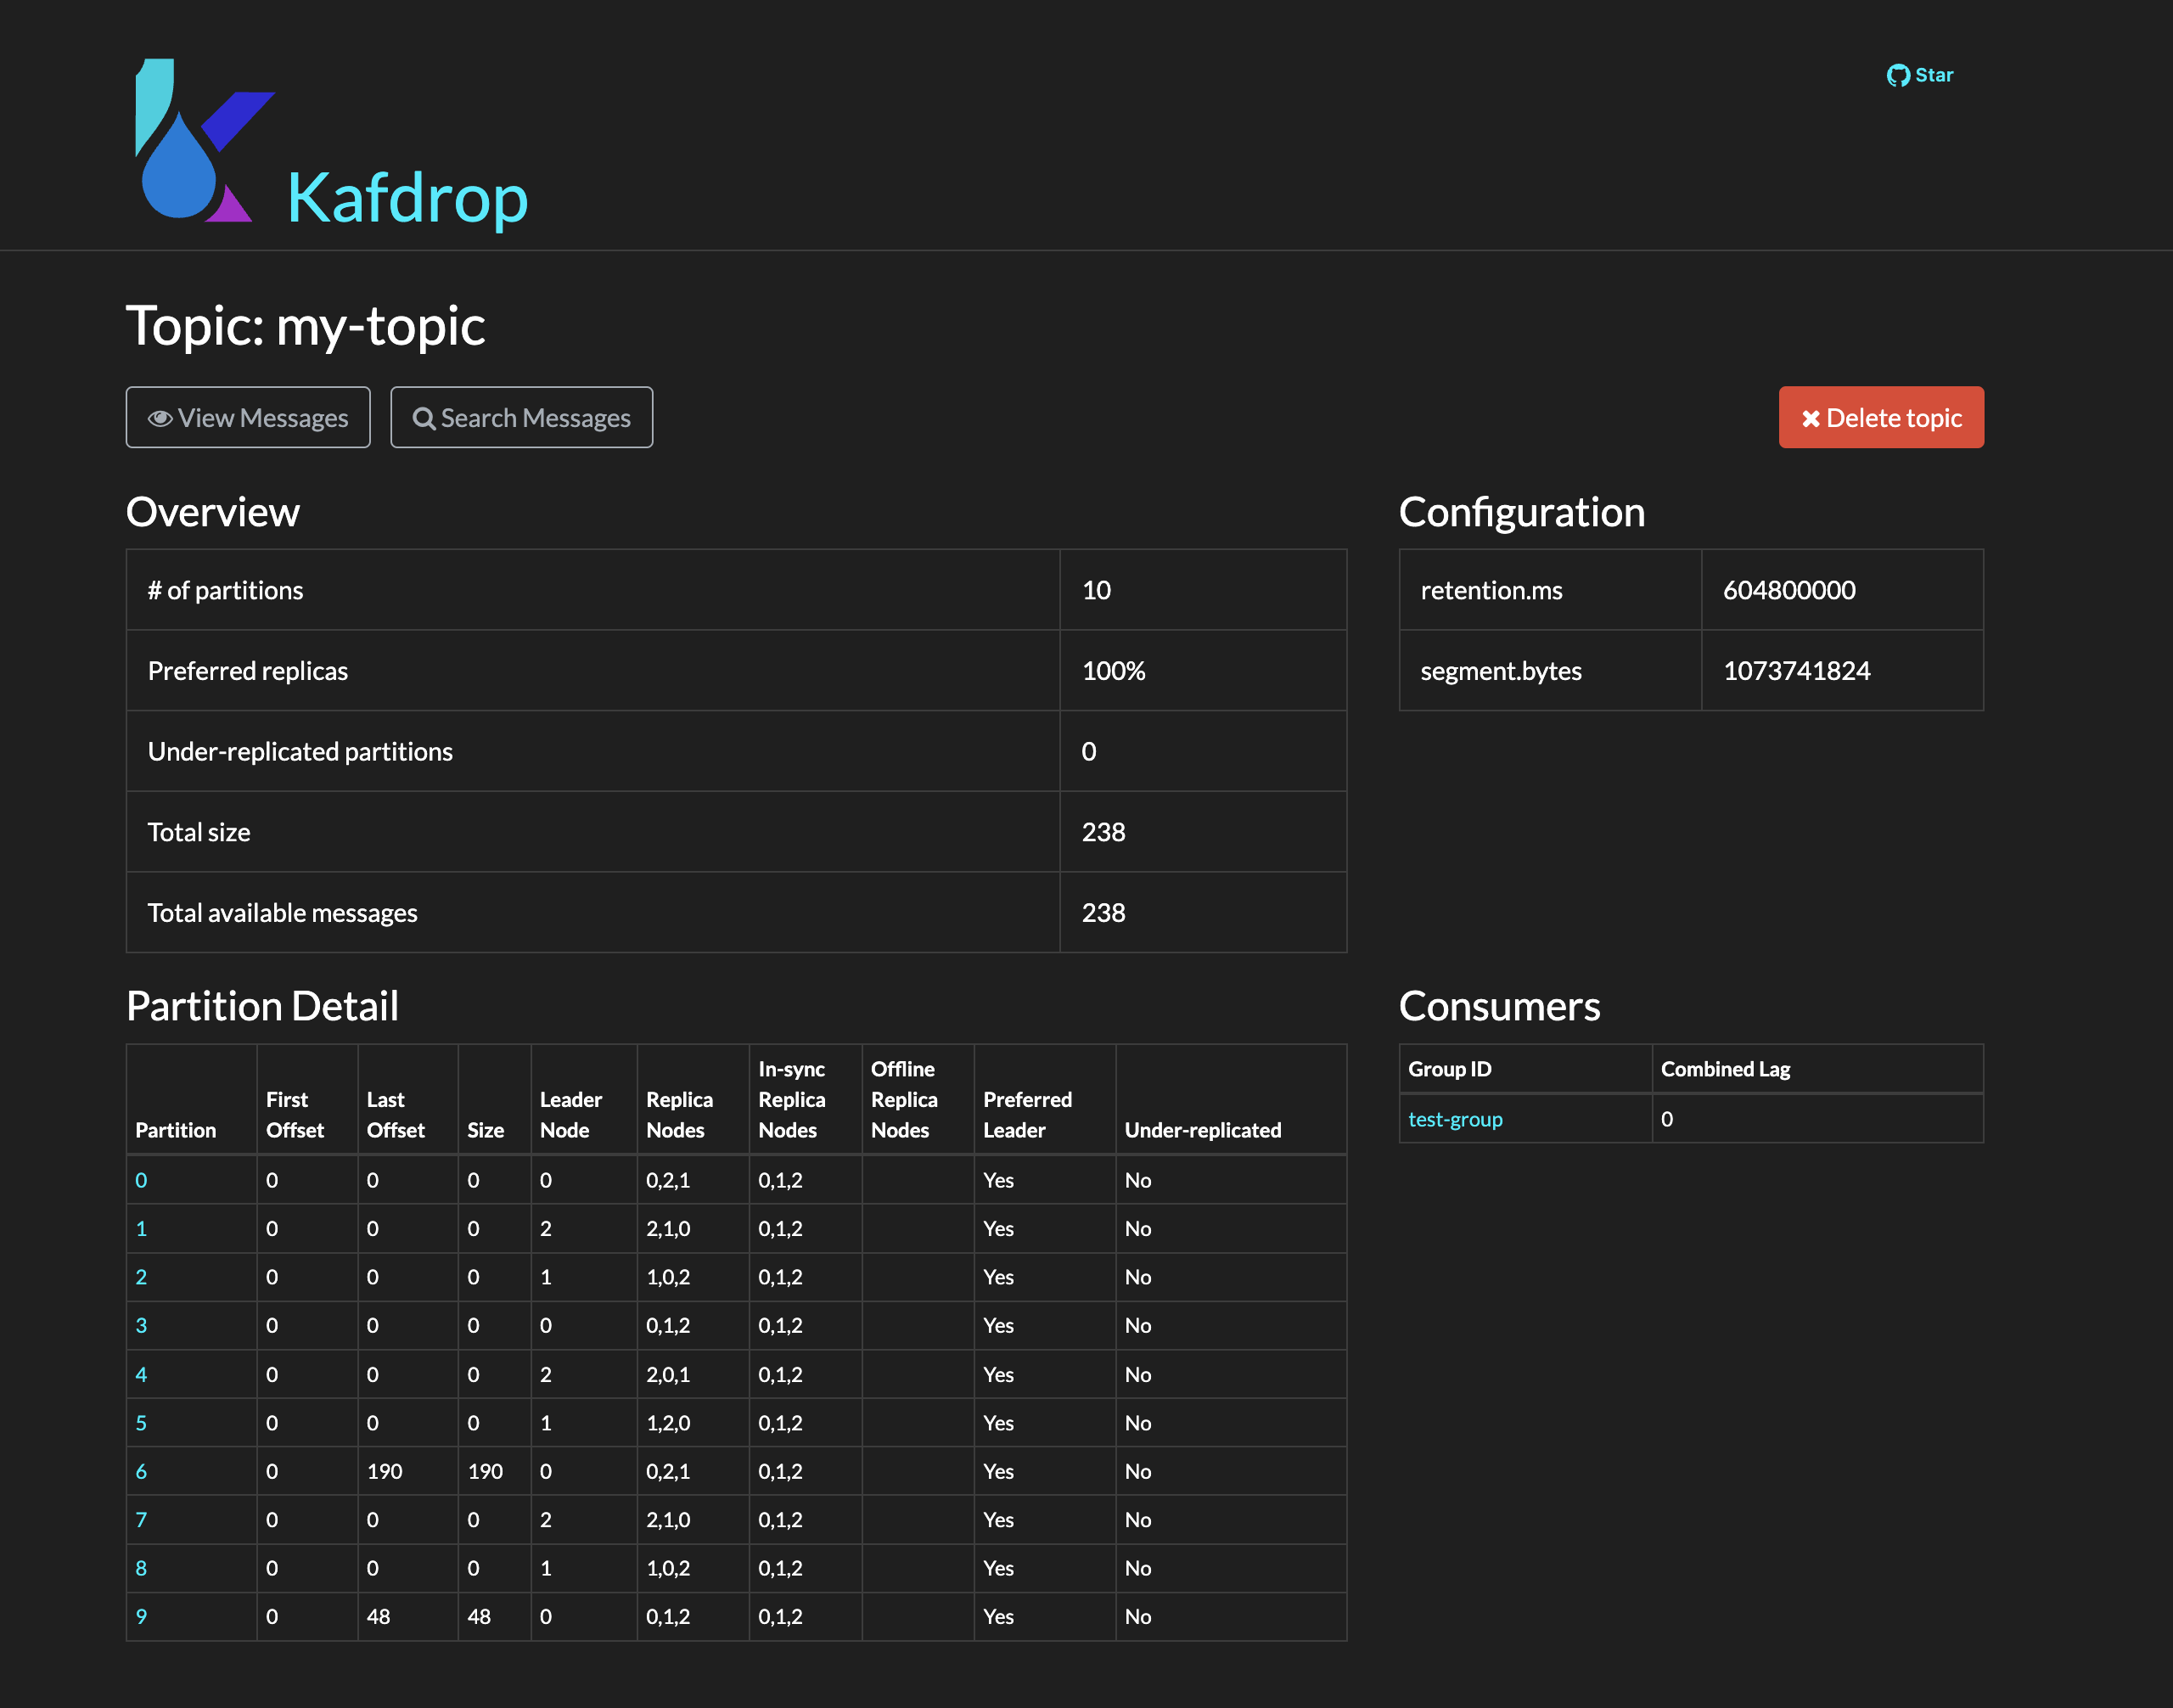 Kafdrop
Star
Topic: my-topic
View Messages
Search Messages
Delete topic
Overview
# of partitions 10
Preferred replicas 100%
Under-replicated partitions 0
Total size 238
Total available messages 238
Configuration
retention.ms 604800000
segment.bytes 1073741824
Partition Detail
Partition First Offset Last Offset Size Leader Node Replica Nodes In-sync Replica Nodes Offline Replica Nodes Preferred Leader Under-replicated
0 0 0 0 0 0,2,1 0,1,2 Yes No
1 0 0 0 2 2,1,0 0,1,2 Yes No
2 0 0 0 1 1,0,2 0,1,2 Yes No
3 0 0 0 0 0,1,2 0,1,2 Yes No
4 0 0 0 2 2,0,1 0,1,2 Yes No
5 0 0 0 1 1,2,0 0,1,2 Yes No
6 0 190 190 0 0,2,1 0,1,2 Yes No
7 0 0 0 2 2,1,0 0,1,2 Yes No
8 0 0 0 1 1,0,2 0,1,2 Yes No
9 0 48 48 0 0,1,2 0,1,2 Yes No
Consumers
Group ID Combined Lag
test-group 0